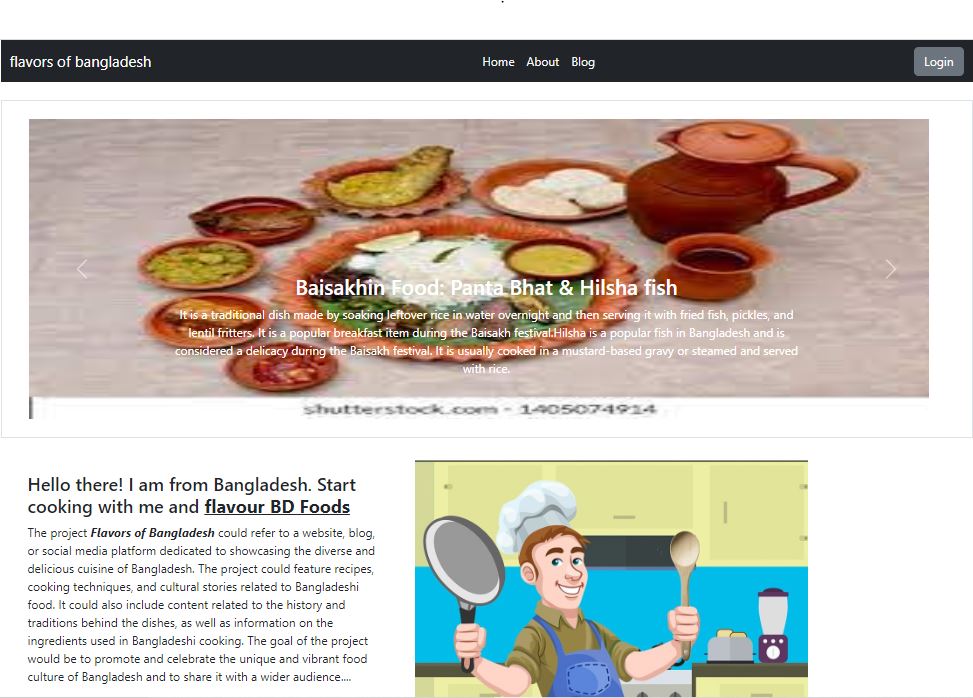 flavors of bangladesh
Home About Blog
Login
Baisakhin Food: Panta Bhat & Hilsha fish
It is a traditional dish made by soaking leftover rice in water overnight and then serving it with fried fish, pickles, and
lentil fritters. It is a popular breakfast item during the Baisakh festival.Hilsha is a popular fish in Bangladesh and is
considered a delicacy during the Baisakh festival. It is usually cooked in a mustard-based gravy or steamed and served
with rice.
shutterstock.com - 1405074914
Hello there! I am from Bangladesh. Start
cooking with me and flavour BD Foods
The project Flavors of Bangladesh could refer to a website, blog,
or social media platform dedicated to showcasing the diverse and
delicious cuisine of Bangladesh. The project could feature recipes,
cooking techniques, and cultural stories related to Bangladeshi
food. It could also include content related to the history and
traditions behind the dishes, as well as information on the
ingredients used in Bangladeshi cooking. The goal of the project
would be to promote and celebrate the unique and vibrant food
culture of Bangladesh and to share it with a wider audience....